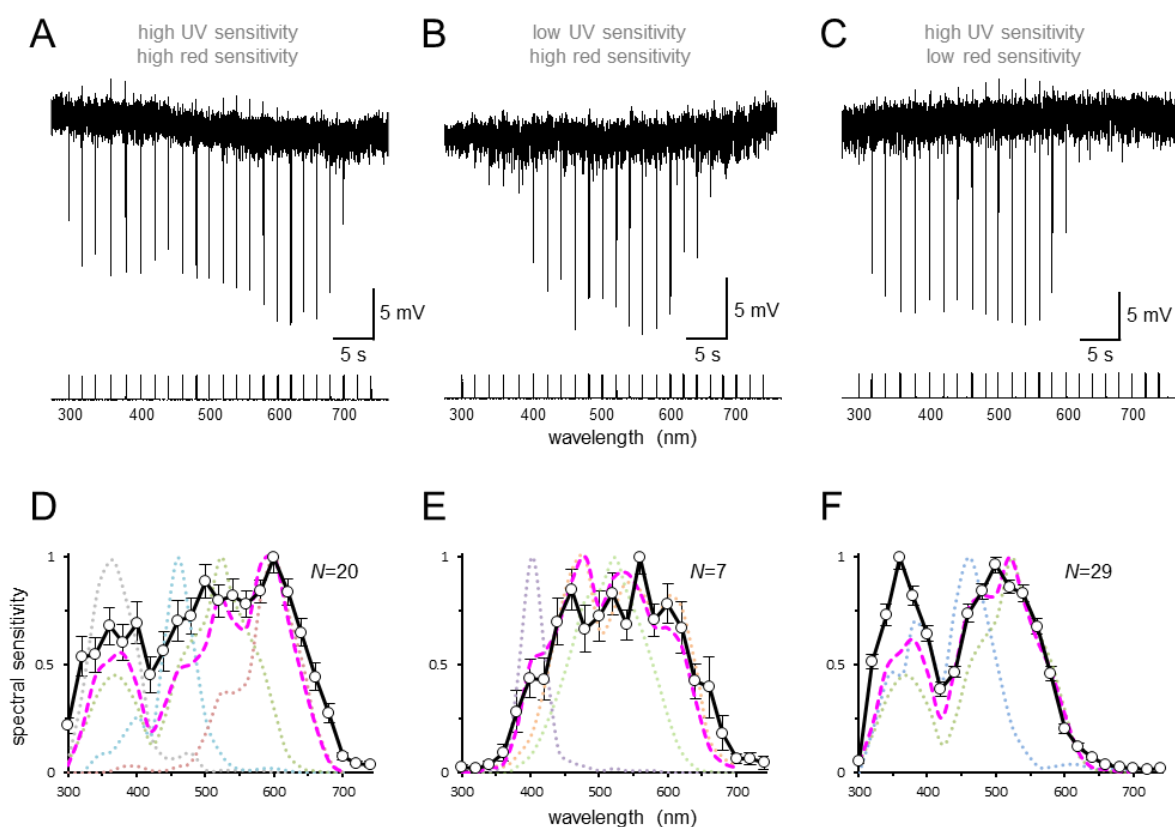 A
high UV sensitivity
high red sensitivity
B
low UV sensitivity
high red sensitivity
C
high UV sensitivity
low red sensitivity
5 mV
5 s
5 mV
5 s
5 mV
5 s
300 400 500 600 700
300 400 500 600 700
300 400 500 600 700
wavelength (nm)
D
E
F
N=20
N=7
N=29
spectral sensitivity
1
0.5
0
1
0.5
0
1
0.5
0
300 400 500 600 700
300 400 500 600 700
300 400 500 600 700
wavelength (nm)